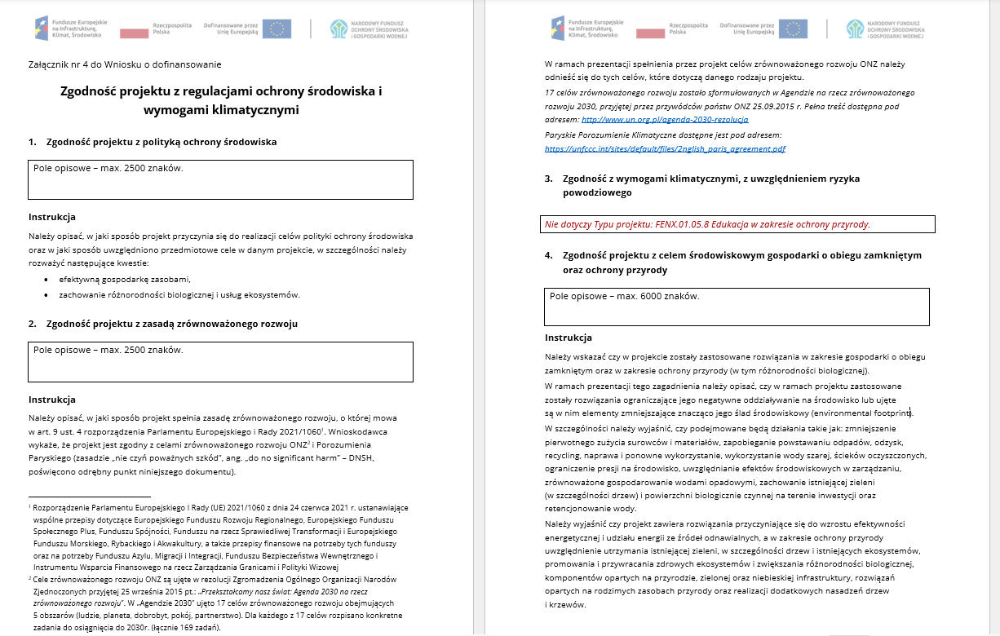 Fundusze Europejskie
na Infrastrukturę,
Klimat, Środowisko
Rzeczpospolita
Polska
Dofinansowane przez
Unię Europejską
NARODOWY FUNDUSZ
OCHRONY ŚRODOWISKA
I GOSPODARKI WODNEJ
Załącznik nr 4 do Wniosku o dofinansowanie
Zgodność projektu z regulacjami ochrony środowiska i
wymogami klimatycznymi
1. Zgodność projektu z polityką ochrony środowiska
Pole opisowe – max. 2500 znaków.
Instrukcja
Należy opisać, w jaki sposób projekt przyczynia się do realizacji celów polityki ochrony środowiska
oraz w jaki sposób uwzględniono przedmiotowe cele w danym projekcie, w szczególności należy
rozważyć następujące kwestie:
• efektywną gospodarkę zasobami,
• zachowanie różnorodności biologicznej i usług ekosystemów.
2. Zgodność projektu z zasadą zrównoważonego rozwoju
Pole opisowe – max. 2500 znaków.
Instrukcja
Należy opisać, w jaki sposób projekt spełnia zasadę zrównoważonego rozwoju, o której mowa
w art. 9 ust. 4 rozporządzenia Parlamentu Europejskiego i Rady 2021/1060¹. Wnioskodawca
wykaże, że projekt jest zgodny z celami zrównoważonego rozwoju ONZ² i Porozumienia
Paryskiego (zasadzie „nie czyń poważnych szkód”, ang. „do no significant harm” – DNSH,
poświęcono odrębny punkt niniejszego dokumentu).
¹ Rozporządzenie Parlamentu Europejskiego I Rady (UE) 2021/1060 z dnia 24 czerwca 2021 r. ustanawiające
wspólne przepisy dotyczące Europejskiego Funduszu Rozwoju Regionalnego, Europejskiego Funduszu
Społecznego Plus, Funduszu Spójności, Funduszu na rzecz Sprawiedliwej Transformacji i Europejskiego
Funduszu Morskiego, Rybackiego i Akwakultury, a także przepisy finansowe na potrzeby tych funduszy
oraz na potrzeby Funduszu Azylu, Migracji i Integracji, Funduszu Bezpieczeństwa Wewnętrznego i
Instrumentu Wsparcia Finansowego na rzecz Zarządzania Granicami i Polityki Wizowej
² Cele zrównoważonego rozwoju ONZ są ujęte w rezolucji Zgromadzenia Ogólnego Organizacji Narodów
Zjednoczonych przyjętej 25 września 2015 pt.: „Przekształcamy nasz świat: Agenda 2030 na rzecz
zrównoważonego rozwoju”. W „Agendzie 2030” ujęto 17 celów zrównoważonego rozwoju obejmujących
5 obszarów (ludzie, planeta, dobrobyt, pokój, partnerstwo). Dla każdego z 17 celów rozpisano konkretne
zadania do osiągnięcia do 2030r. (łącznie 169 zadań).
Fundusze Europejskie
na Infrastrukturę,
Klimat, Środowisko
Rzeczpospolita
Polska
Dofinansowane przez
Unię Europejską
NARODOWY FUNDUSZ
OCHRONY ŚRODOWISKA
I GOSPODARKI WODNEJ
W ramach prezentacji spełnienia przez projekt celów zrównoważonego rozwoju ONZ należy
odnieść się do tych celów, które dotyczą danego rodzaju projektu.
17 celów zrównoważonego rozwoju zostało sformułowanych w Agendzie na rzecz zrównoważonego
rozwoju 2030, przyjętej przez przywódców państw ONZ 25.09.2015 r. Pełna treść dostępna pod
adresem: http://www.un.org.pl/agenda-2030-rezolucja
Paryskie Porozumienie Klimatyczne dostępne jest pod adresem:
https://unfccc.int/sites/default/files/2nglish_paris_agreement.pdf
3. Zgodność z wymogami klimatycznymi, z uwzględnieniem ryzyka
powodziowego
Nie dotyczy Typu projektu: FENX.01.05.8 Edukacja w zakresie ochrony przyrody.
4. Zgodność projektu z celem środowiskowym gospodarki o obiegu zamkniętym
oraz ochrony przyrody
Pole opisowe – max. 6000 znaków.
Instrukcja
Należy wskazać czy w projekcie zostały zastosowane rozwiązania w zakresie gospodarki o obiegu
zamkniętym oraz w zakresie ochrony przyrody (w tym różnorodności biologicznej).
W ramach prezentacji tego zagadnienia należy opisać, czy w ramach projektu zastosowane
zostały rozwiązania ograniczające jego negatywne oddziaływanie na środowisko lub ujęte
są w nim elementy zmniejszające znacząco jego ślad środowiskowy (environmental footprint).
W szczególności należy wyjaśnić, czy podejmowane będą działania takie jak: zmniejszenie
pierwotnego zużycia surowców i materiałów, zapobieganie powstawaniu odpadów, odzysk,
recykling, naprawa i ponowne wykorzystanie, wykorzystanie wody szarej, ścieków oczyszczonych,
ograniczenie presji na środowisko, uwzględnianie efektów środowiskowych w zarządzaniu,
zrównoważone gospodarowanie wodami opadowymi, zachowanie istniejącej zieleni
(w szczególności drzew) i powierzchni biologicznie czynnej na terenie inwestycji oraz
retencjonowanie wody.
Należy wyjaśnić czy projekt zawiera rozwiązania przyczyniające się do wzrostu efektywności
energetycznej i udziału energii ze źródeł odnawialnych, a w zakresie ochrony przyrody
uwzględnienie utrzymania istniejącej zieleni, w szczególności drzew i istniejących ekosystemów,
promowania i przywracania zdrowych ekosystemów i zwiększania różnorodności biologicznej,
komponentów opartych na przyrodzie, zielonej oraz niebieskiej infrastruktury, rozwiązań
opartych na rodzimych zasobach przyrody oraz realizacji dodatkowych nasadzeń drzew
i krzewów.